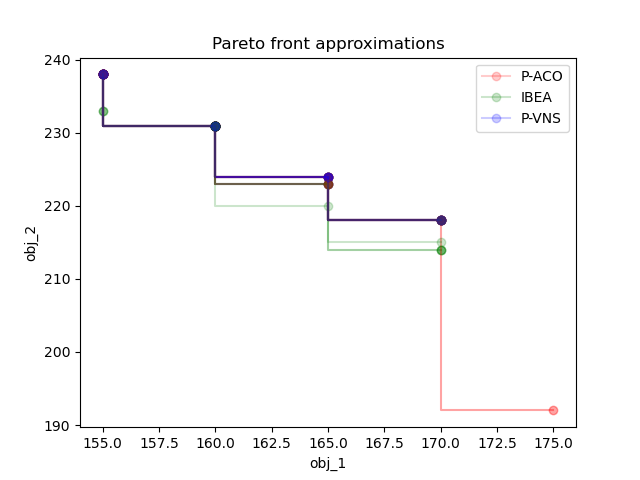 Pareto front approximations
P-ACO
IBEA
P-VNS
obj_2
240
230
220
210
200
190
155.0 157.5 160.0 162.5 165.0 167.5 170.0 172.5 175.0
obj_1